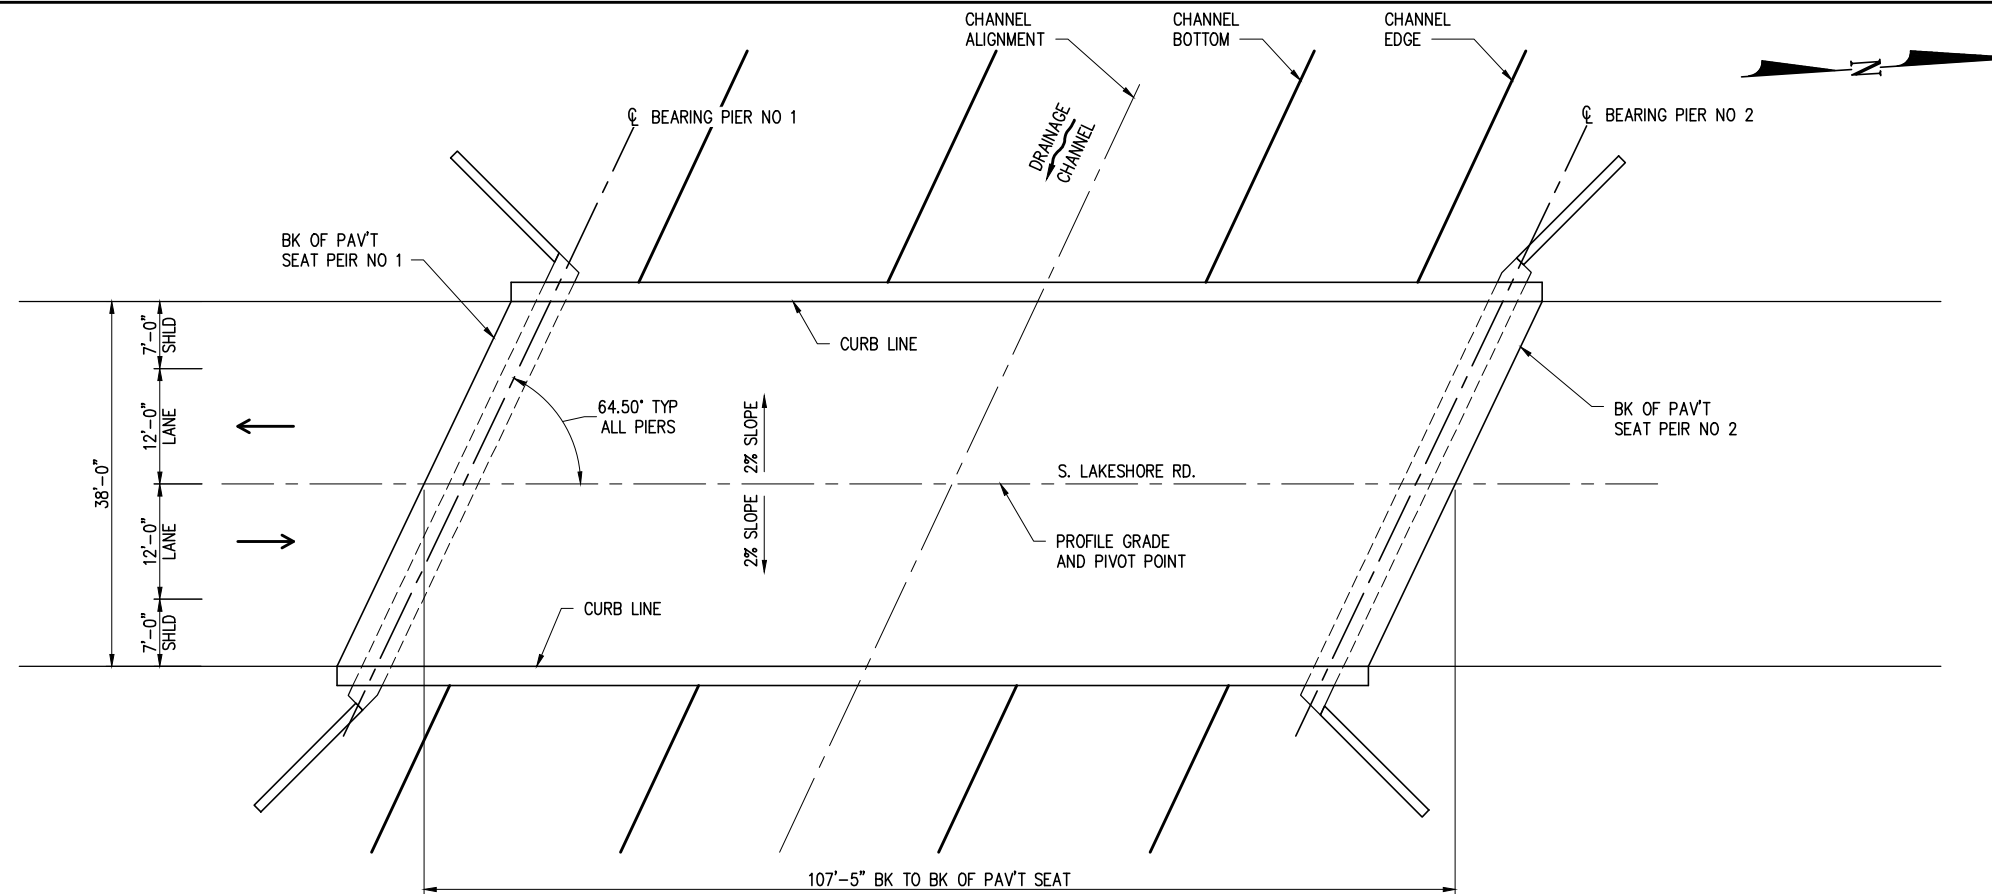 CHANNEL
ALIGNMENT
CHANNEL
BOTTOM
CHANNEL
EDGE
N
℄ BEARING PIER NO 1
℄ BEARING PIER NO 2
DRAINAGE
CHANNEL
BK OF PAV'T
SEAT PEIR NO 1
CURB LINE
7'-0"
SHLD
12'-0"
LANE
38'-0"
12'-0"
LANE
7'-0"
SHLD
64.50° TYP
ALL PIERS
2% SLOPE
2% SLOPE
BK OF PAV'T
SEAT PEIR NO 2
S. LAKESHORE RD.
PROFILE GRADE
AND PIVOT POINT
CURB LINE
107'-5" BK TO BK OF PAV'T SEAT